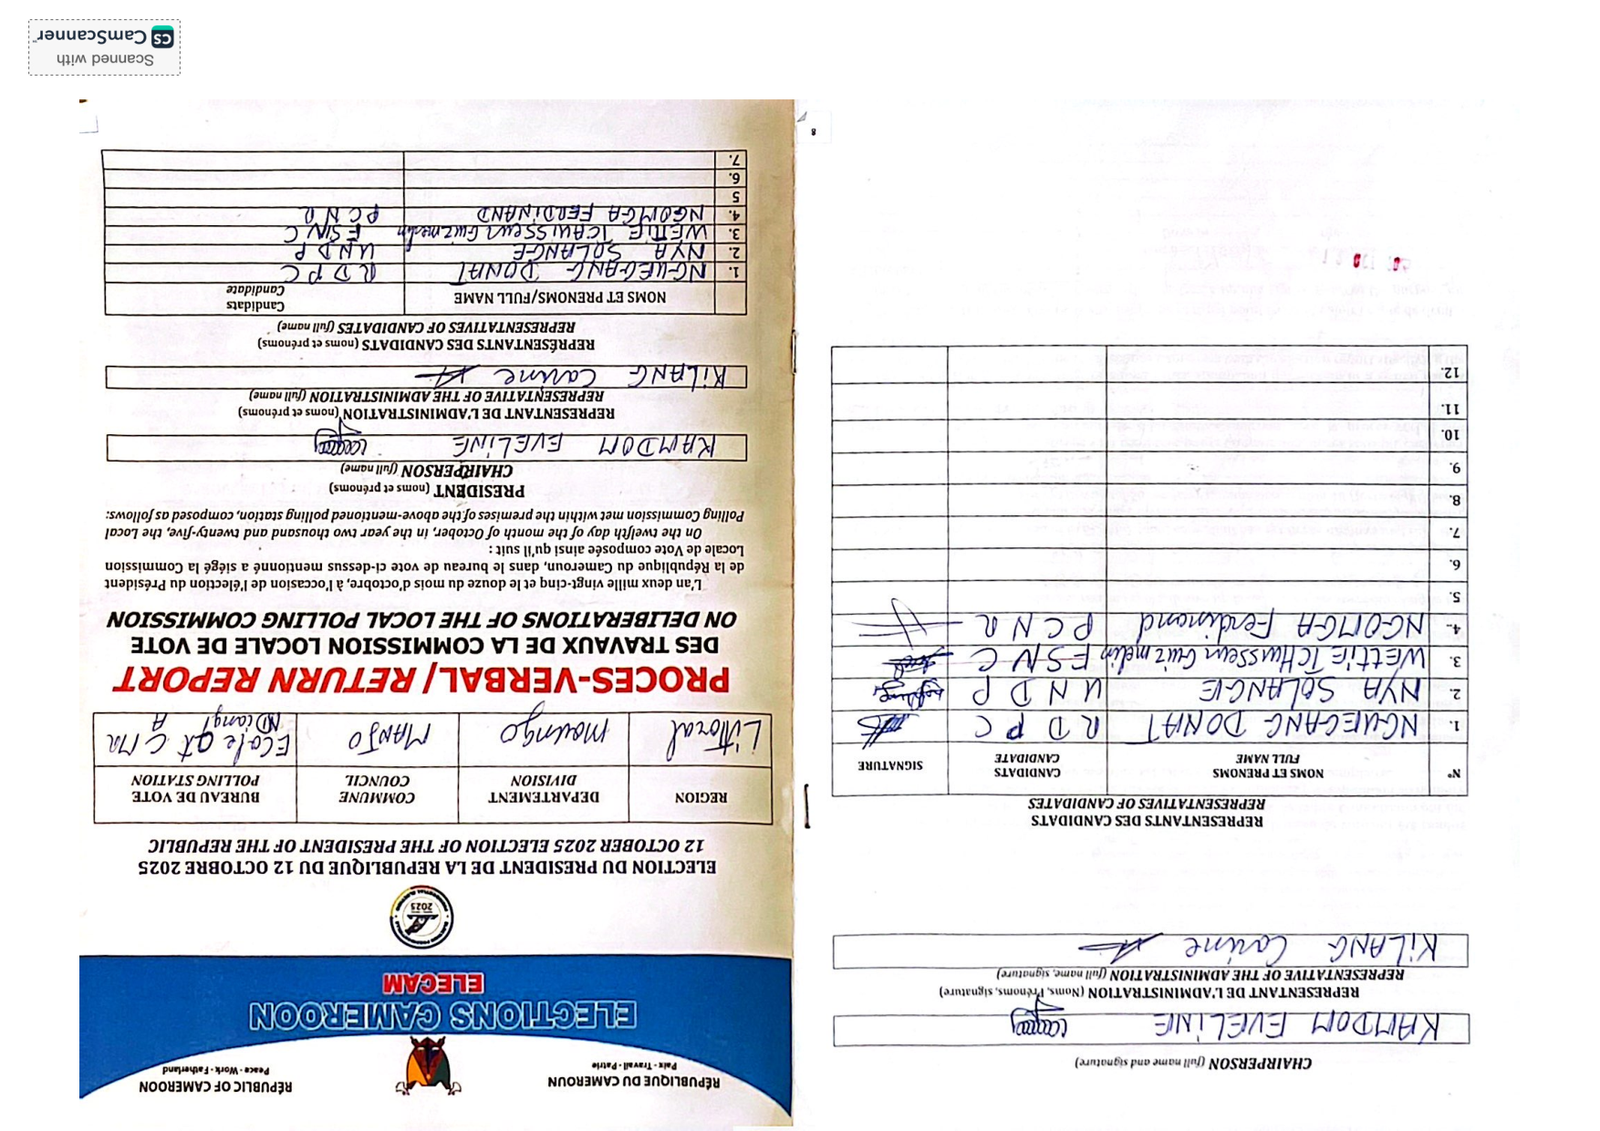 RÉPUBLIQUE DU CAMEROUN
Paix - Travail - Patrie
RÉPUBLIC OF CAMEROON
Peace - Work - Fatherland
ELECTIONS CAMEROON
ELECAM
2025
ELECTION DU PRESIDENT DE LA REPUBLIQUE DU 12 OCTOBRE 2025
12 OCTOBER 2025 ELECTION OF THE PRESIDENT OF THE REPUBLIC
REGION
DEPARTEMENT
DIVISION
COMMUNE
COUNCIL
BUREAU DE VOTE
POLLING STATION
Littoral
moungo
MANJO
Ecole
A
PROCES-VERBAL/ RETURN REPORT
DES TRAVAUX DE LA COMMISSION LOCALE DE VOTE
ON DELIBERATIONS OF THE LOCAL POLLING COMMISSION
L'an deux mille vingt-cinq et le douze du mois d'octobre, à l'occasion de l'élection du Président
de la République du Cameroun, dans le bureau de vote ci-dessus mentionné a siégé la Commission
Locale de Vote composée ainsi qu'il suit :
On the twelfth day of the month of October, in the year two thousand and twenty-five, the Local
Polling Commission met within the premises of the above-mentioned polling station, composed as follows:
PRESIDENT (noms et prénoms)
CHAIRPERSON (full name)
KAMDOM EVELINE
REPRESENTANT DE L'ADMINISTRATION (noms et prénoms)
REPRESENTATIVE OF THE ADMINISTRATION (full name)
KILANG Carine
REPRÉSENTANTS DES CANDIDATS (noms et prénoms)
REPRESENTATIVES OF CANDIDATES (full name)
NOMS ET PRENOMS/FULL NAME
Candidats
Candidate
1. NGUEGANG DONAT RDPC
2. NYA SOLANGE UNDP
3. WETTIE TCHUISSEU Guizmelin FSNC
4. NGOMGA FERDINAND PCNR
5
6.
7.
CHAIRPERSON (full name and signature)
KAMDOM EVELINE
REPRESENTANT DE L'ADMINISTRATION (Noms, Prénoms, signature)
REPRESENTATIVE OF THE ADMINISTRATION (full name, signature)
KILANG Carine
REPRESENTANTS DES CANDIDATS
REPRESENTATIVES OF CANDIDATES
N°
NOMS ET PRENOMS
FULL NAME
CANDIDATS
CANDIDATE
SIGNATURE
1. NGUEGANG DONAT RDPC
2. NYA SOLANGE UNDP
3. WETTIE TCHUISSEU Guizmelin FSNC
4. NGOMGA Ferdinand PCNR
5.
6.
7.
8.
9.
10.
11.
12.
8
Scanned with
CS CamScanner